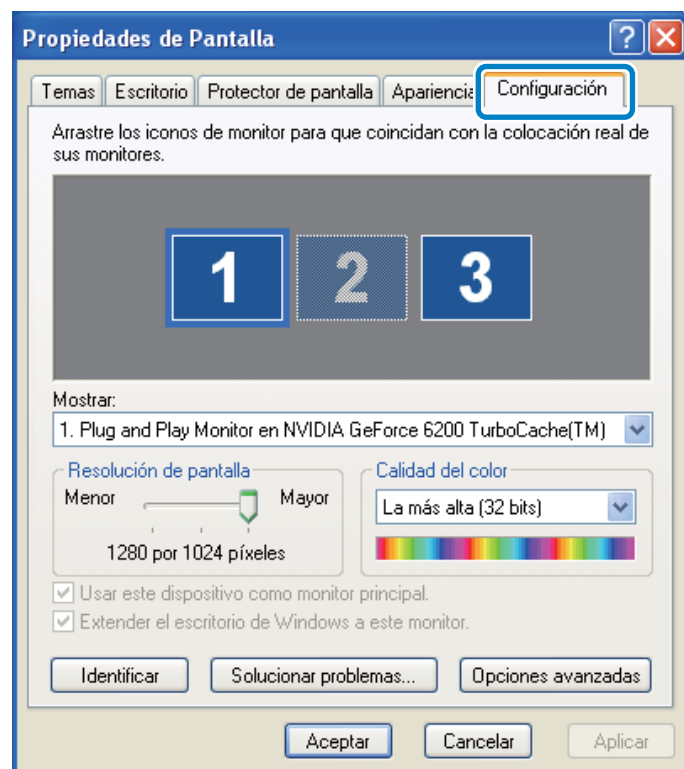 Propiedades de Pantalla
Temas Escritorio Protector de pantalla Apariencia Configuración
Arrastre los iconos de monitor para que coincidan con la colocación real de
sus monitores.
1 2 3
Mostrar:
1. Plug and Play Monitor en NVIDIA GeForce 6200 TurboCache(TM)
Resolución de pantalla Calidad del color
Menor Mayor La más alta (32 bits)
1280 por 1024 píxeles
Usar este dispositivo como monitor principal.
Extender el escritorio de Windows a este monitor.
Identificar Solucionar problemas... Opciones avanzadas
Aceptar Cancelar Aplicar